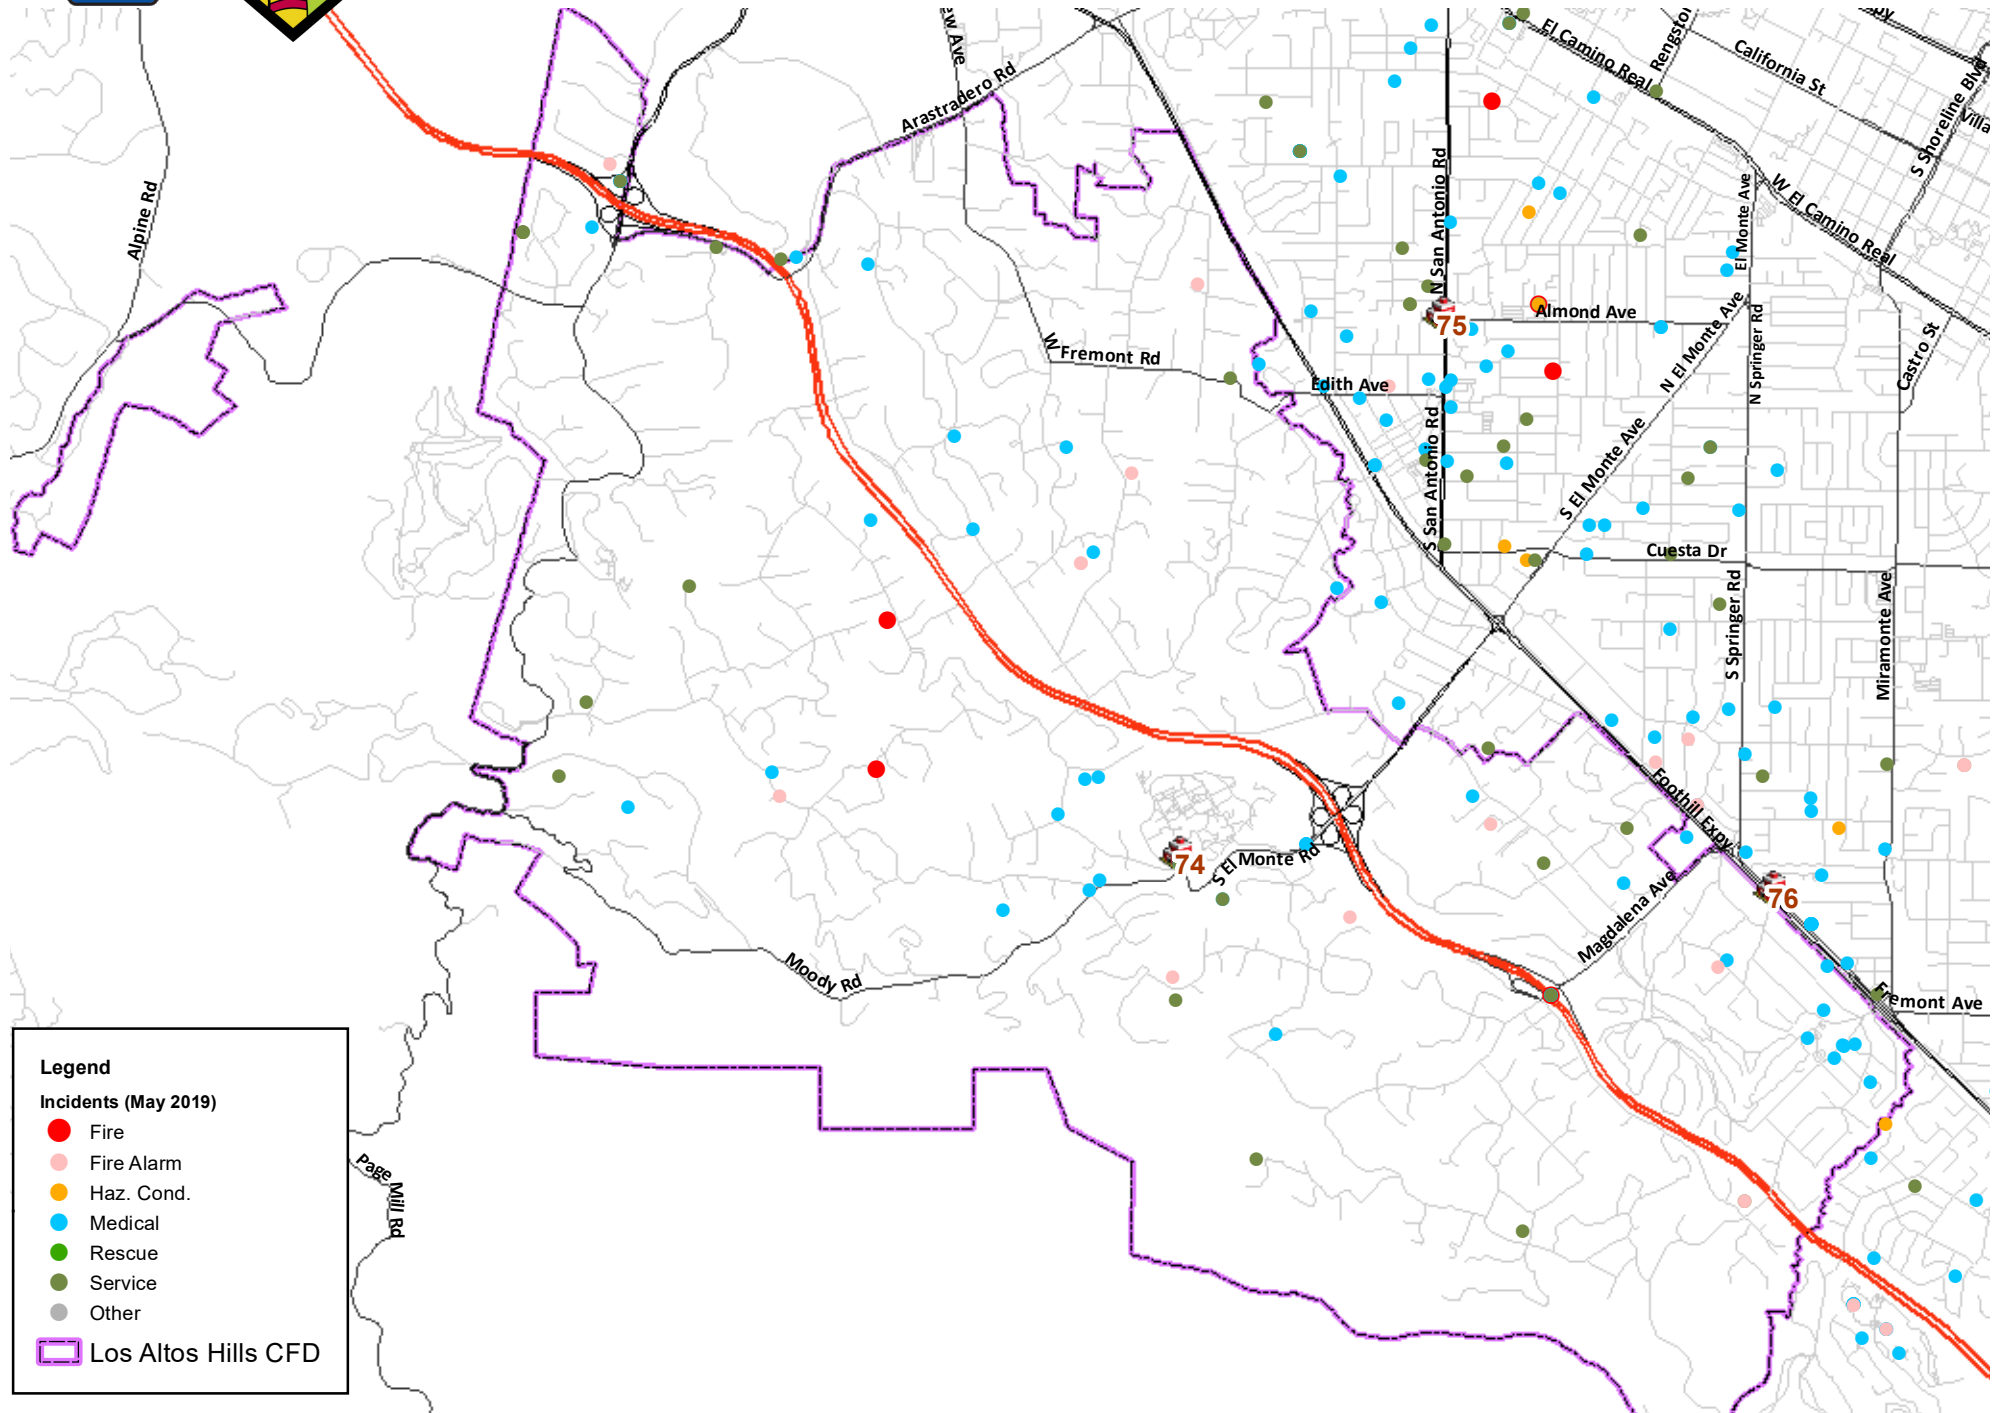 El Camino Real
Rengsto
California St
S Shoreline Blvd
Villa
Arastradero Rd
Alpine Rd
N San Antonio Rd
El Monte Ave
W El Camino Real
75
Almond Ave
N El Monte Ave
N Springer Rd
Castro St
W Fremont Rd
Edith Ave
S San Antonio Rd
S El Monte Ave
Cuesta Dr
S Springer Rd
Miramonte Ave
Foothill Expy
74
S El Monte Rd
76
Magdalena Ave
Moody Rd
Fremont Ave
Page Mill Rd
Legend
Incidents (May 2019)
Fire
Fire Alarm
Haz. Cond.
Medical
Rescue
Service
Other
Los Altos Hills CFD